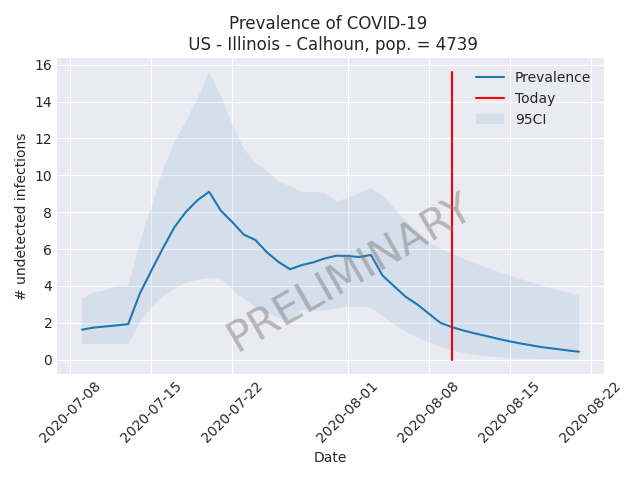 Prevalence of COVID-19
US - Illinois - Calhoun, pop. = 4739
16
14
12
10
8
6
4
2
0
# undetected infections
Prevalence
Today
95CI
PRELIMINARY
2020-07-08
2020-07-15
2020-07-22
2020-08-01
2020-08-08
2020-08-15
2020-08-22
Date